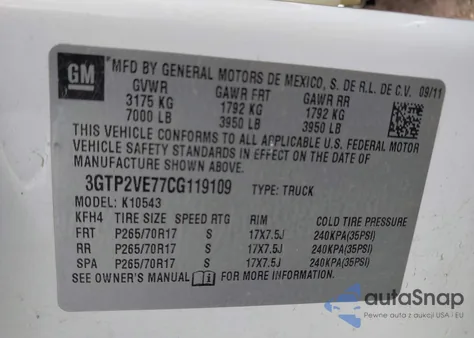 GM
*MFD BY GENERAL MOTORS DE MEXICO, S. DE R.L. DE C.V. 09/11
GVWR GAWR FRT GAWR RR
3175 KG 1792 KG 1792 KG
7000 LB 3950 LB 3950 LB
THIS VEHICLE CONFORMS TO ALL APPLICABLE U.S. FEDERAL MOTOR
VEHICLE SAFETY STANDARDS IN EFFECT ON THE DATE OF
MANUFACTURE SHOWN ABOVE.
3GTP2VE77CG119109 TYPE: TRUCK
MODEL: K10543
KFH4 TIRE SIZE SPEED RTG RIM COLD TIRE PRESSURE
FRT P265/70R17 S 17X7.5J 240KPA(35PSI)
RR P265/70R17 S 17X7.5J 240KPA(35PSI)
SPA P265/70R17 S 17X7.5J 240KPA(35PSI)
SEE OWNER'S MANUAL FOR MORE INFORMATION.
autaSnap
Pewne auta z aukcji USA i EU